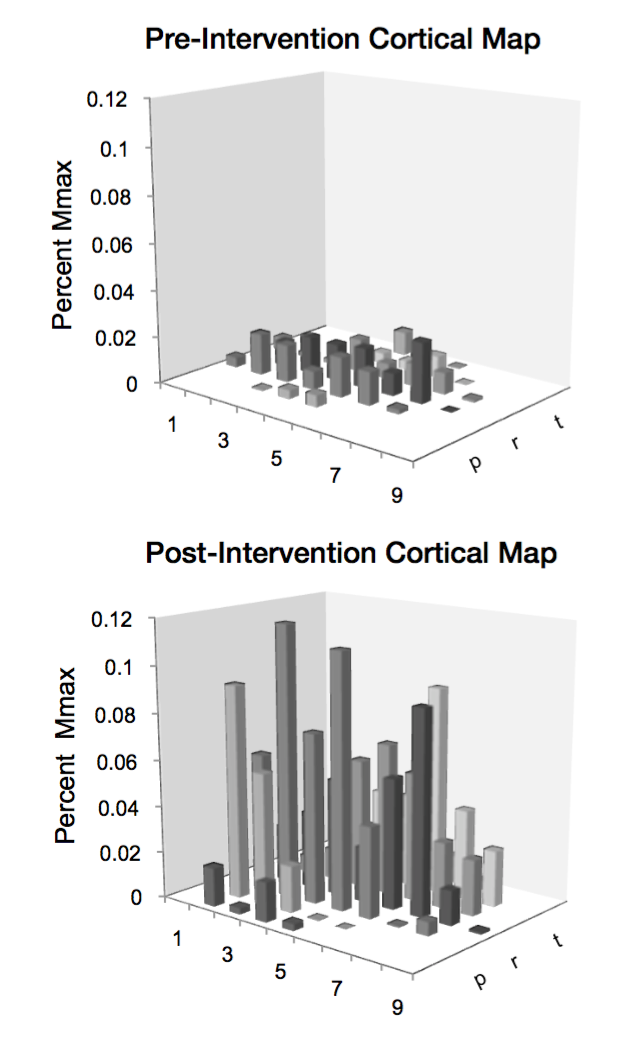 Pre-Intervention Cortical Map
Percent Mmax
0.12
0.1
0.08
0.06
0.04
0.02
0
1
3
5
7
9
p
r
t
Post-Intervention Cortical Map
Percent Mmax
0.12
0.1
0.08
0.06
0.04
0.02
0
1
3
5
7
9
p
r
t